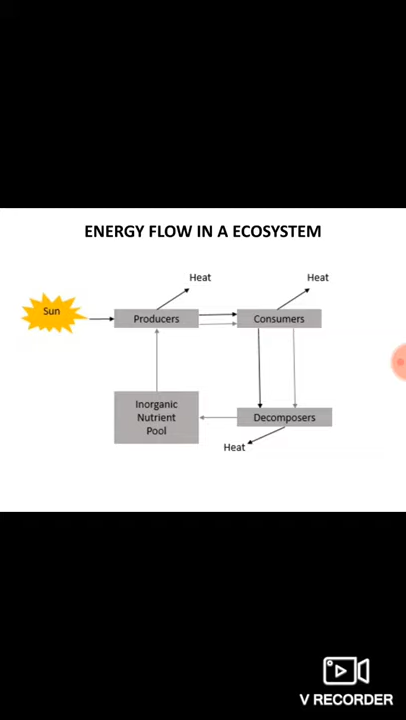 ENERGY FLOW IN A ECOSYSTEM
Heat
Heat
Sun
Producers
Consumers
Inorganic
Nutrient
Pool
Decomposers
Heat
V RECORDER